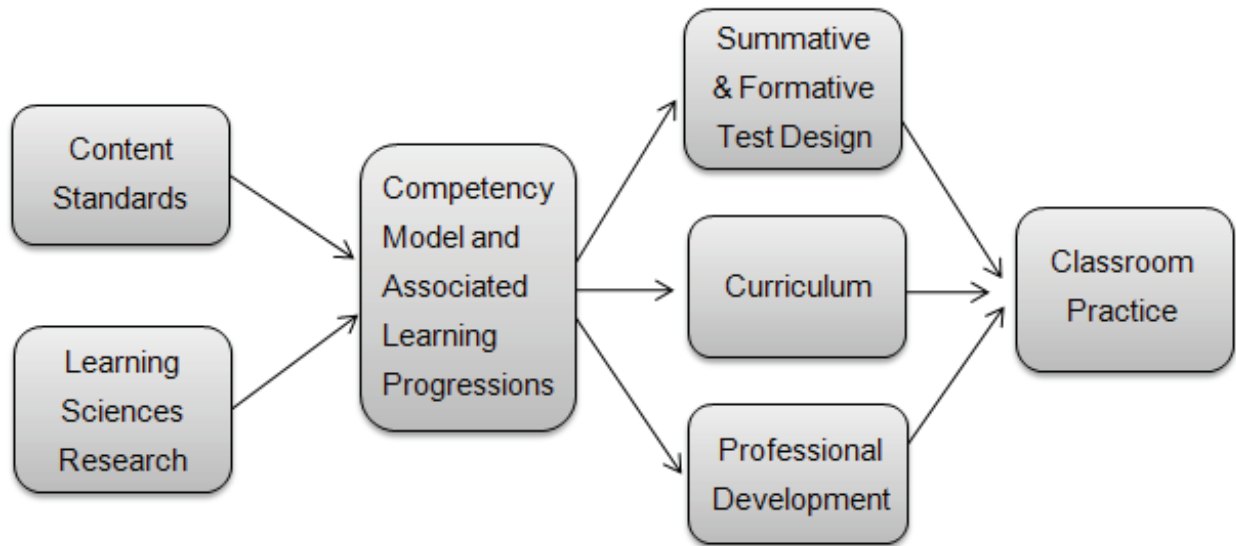 Content
Standards
Learning
Sciences
Research
Competency
Model and
Associated
Learning
Progressions
Summative
& Formative
Test Design
Curriculum
Professional
Development
Classroom
Practice